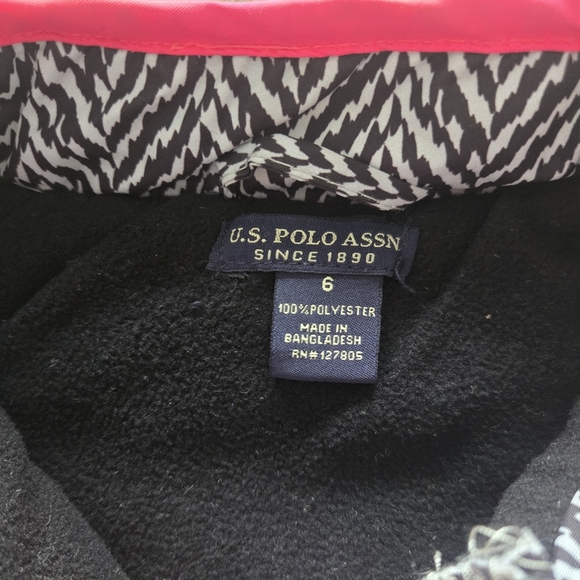 U.S. POLO ASSN
SINCE 1890
6
100% POLYESTER
MADE IN
BANGLADESH
RN#127805